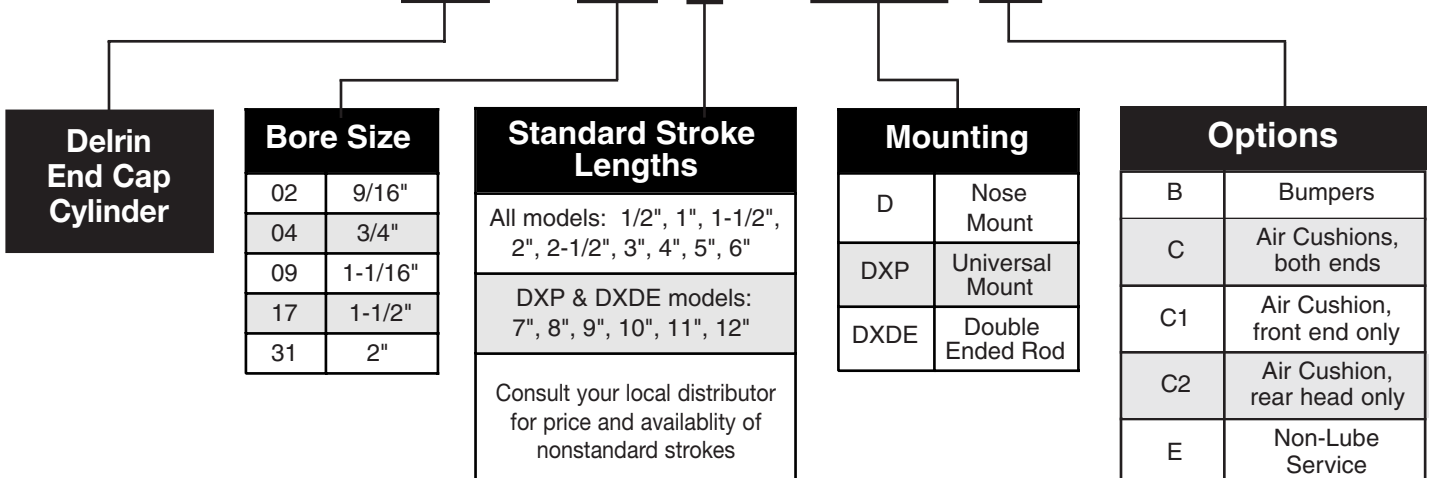 Delrin
End Cap
Cylinder
Bore Size
02 9/16"
04 3/4"
09 1-1/16"
17 1-1/2"
31 2"
Standard Stroke
Lengths
All models: 1/2", 1", 1-1/2",
2", 2-1/2", 3", 4", 5", 6"
DXP & DXDE models:
7", 8", 9", 10", 11", 12"
Consult your local distributor
for price and availablity of
nonstandard strokes
Mounting
D Nose
Mount
DXP Universal
Mount
DXDE Double
Ended Rod
Options
B Bumpers
C Air Cushions,
both ends
C1 Air Cushion,
front end only
C2 Air Cushion,
rear head only
E Non-Lube
Service